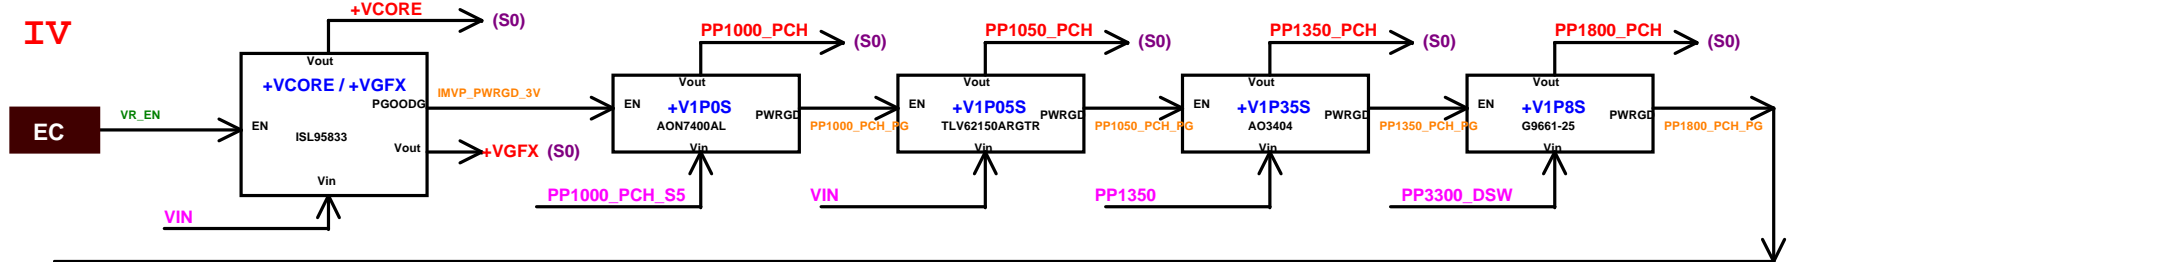 IV
EC
VR_EN
+VCORE
(S0)
Vout
+VCORE / +VGFX
PGOODG
EN
ISL95833
Vout
Vin
VIN
+VGFX (S0)
IMVP_PWRGD_3V
PP1000_PCH
(S0)
Vout
EN
+V1P0S
PWRGD
AON7400AL
Vin
PP1000_PCH_S5
PP1000_PCH_PG
PP1050_PCH
(S0)
Vout
EN
+V1P05S
PWRGD
TLV62150ARGTR
Vin
VIN
PP1050_PCH_PG
PP1350_PCH
(S0)
Vout
EN
+V1P35S
PWRGD
AO3404
Vin
PP1350
PP1350_PCH_PG
PP1800_PCH
(S0)
Vout
EN
+V1P8S
PWRGD
G9661-25
Vin
PP3300_DSW
PP1800_PCH_PG